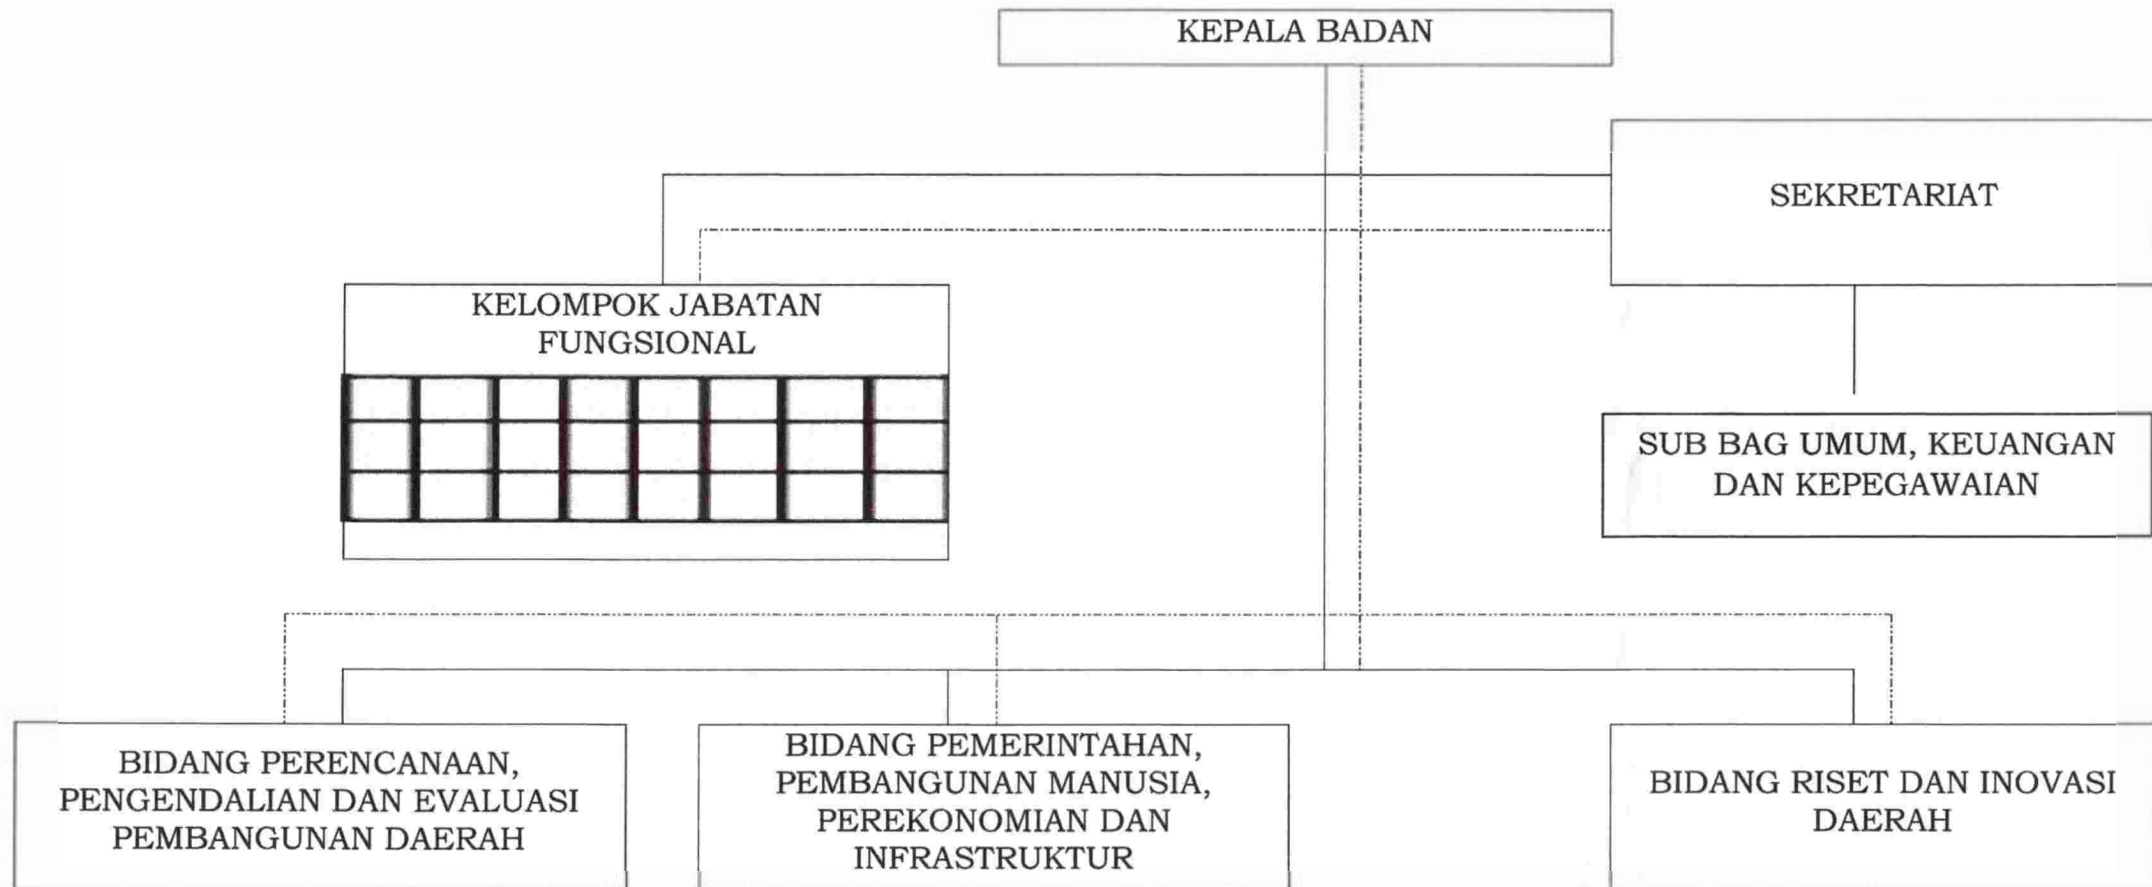 KEPALA BADAN
SEKRETARIAT
KELOMPOK JABATAN
FUNGSIONAL
SUB BAG UMUM, KEUANGAN
DAN KEPEGAWAIAN
BIDANG PERENCANAAN,
PENGENDALIAN DAN EVALUASI
PEMBANGUNAN DAERAH
BIDANG PEMERINTAHAN,
PEMBANGUNAN MANUSIA,
PEREKONOMIAN DAN
INFRASTRUKTUR
BIDANG RISET DAN INOVASI
DAERAH